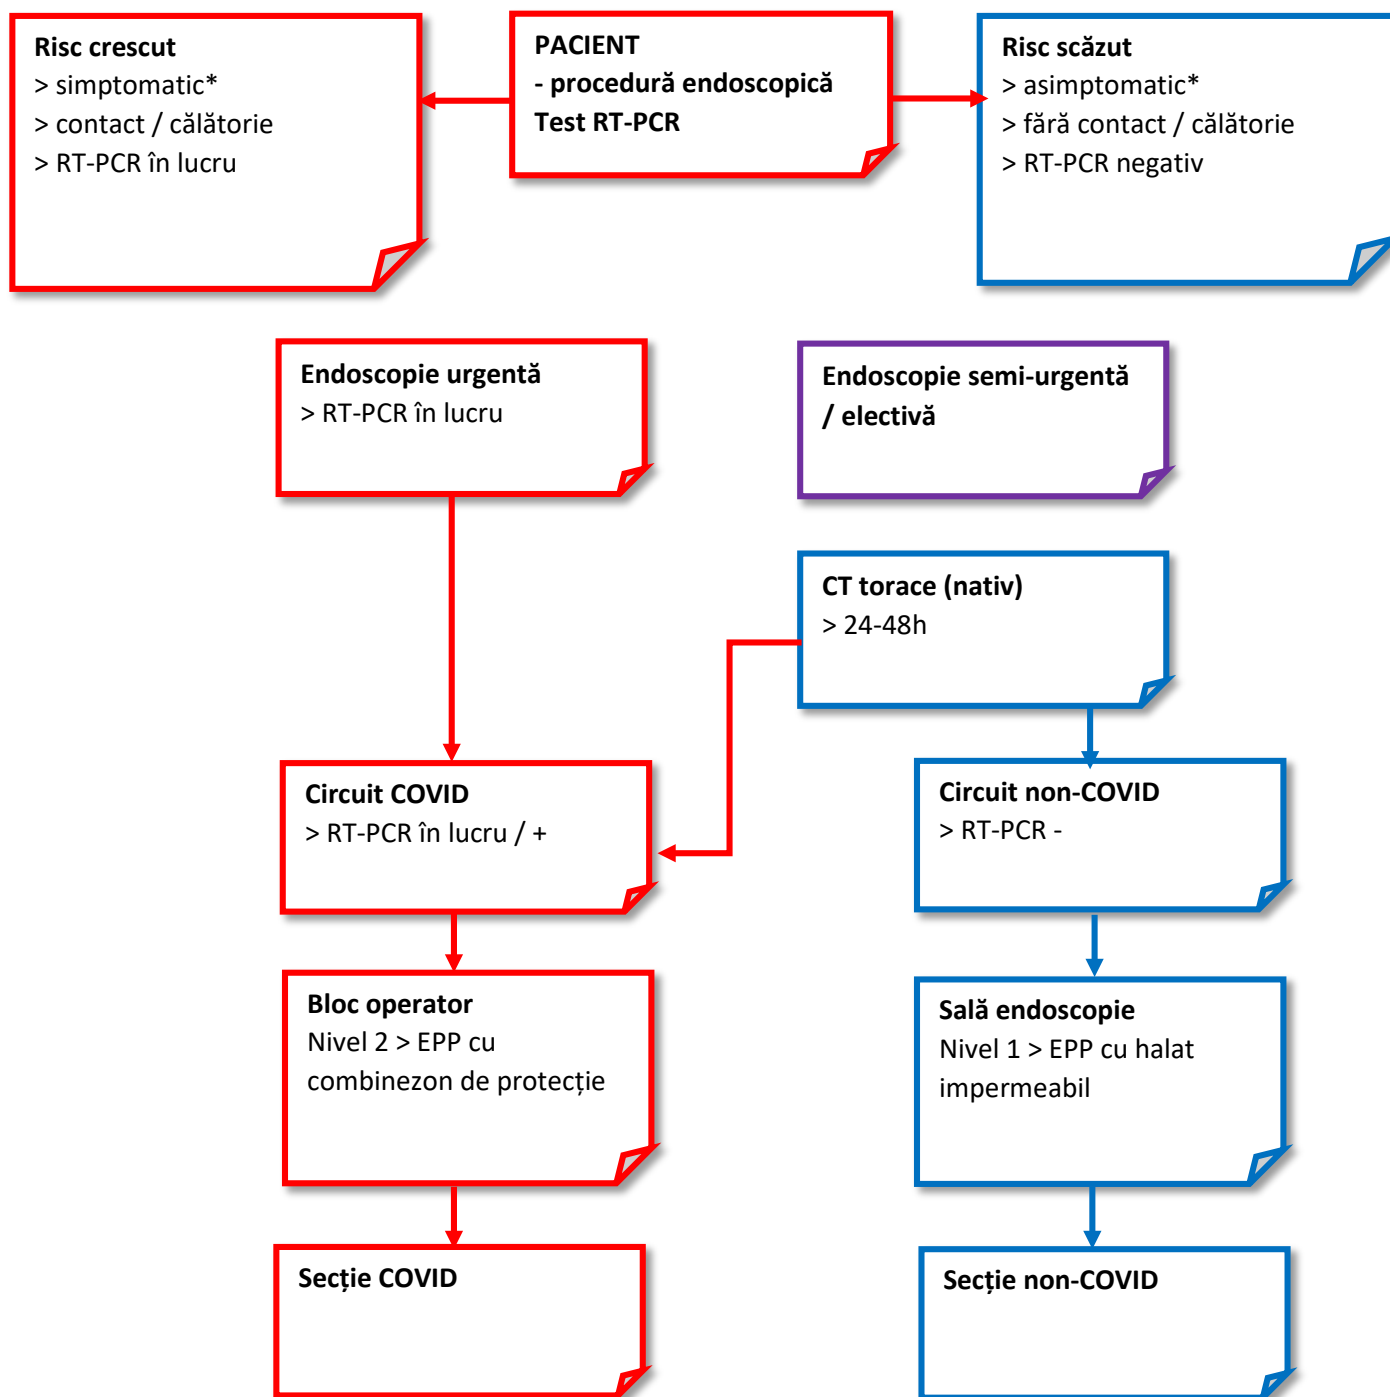 Risc crescut
> simptomatic*
> contact / călătorie
> RT-PCR în lucru
PACIENT
- procedură endoscopică
Test RT-PCR
Risc scăzut
> asimptomatic*
> fără contact / călătorie
> RT-PCR negativ
Endoscopie urgentă
> RT-PCR în lucru
Endoscopie semi-urgentă
/ electivă
CT torace (nativ)
> 24-48h
Circuit COVID
> RT-PCR în lucru / +
Circuit non-COVID
> RT-PCR -
Bloc operator
Nivel 2 > EPP cu
combinezon de protecție
Sală endoscopie
Nivel 1 > EPP cu halat
impermeabil
Secție COVID
Secție non-COVID